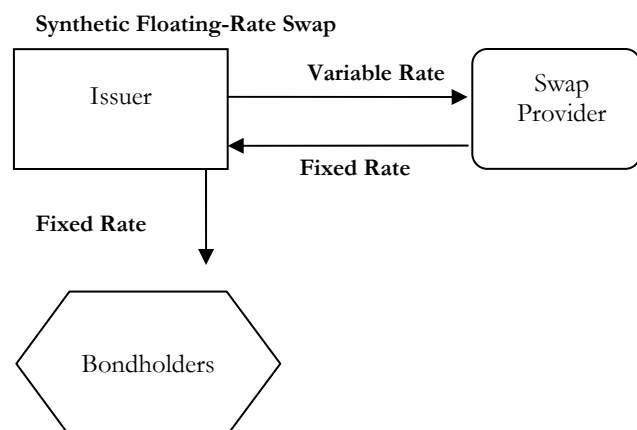 Synthetic Floating-Rate Swap
Issuer
Variable Rate
Swap
Provider
Fixed Rate
Fixed Rate
Bondholders